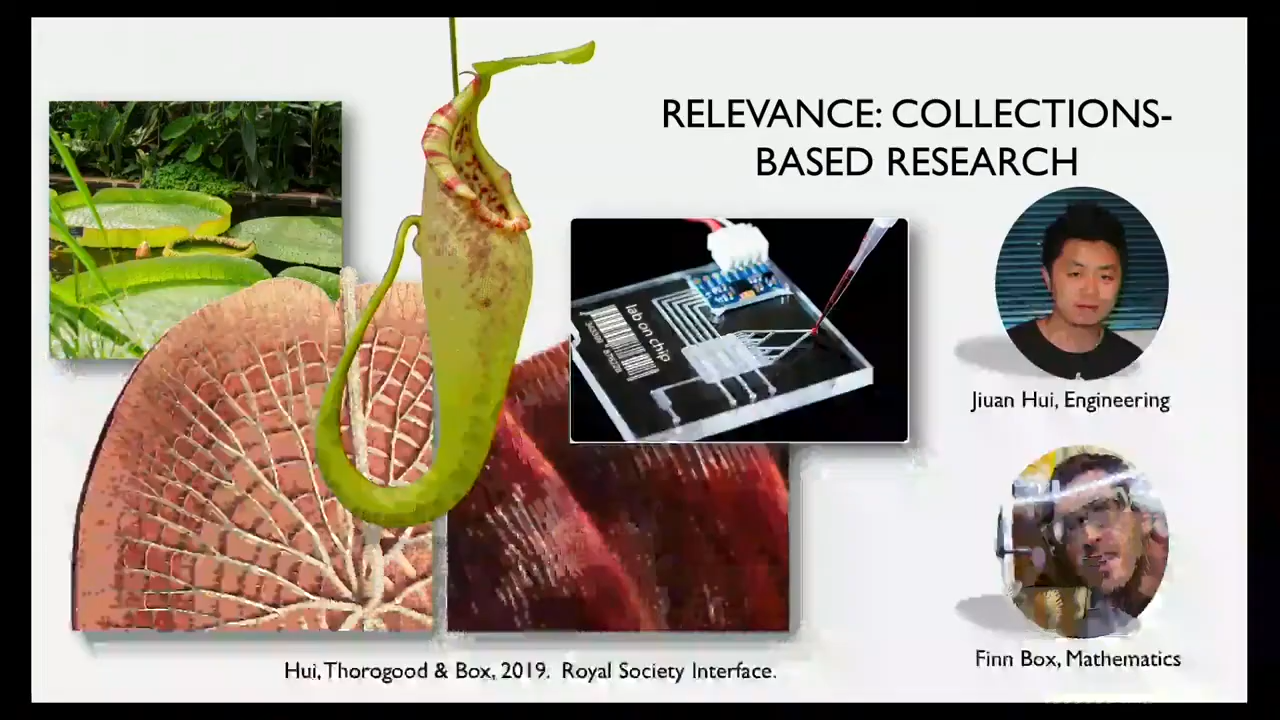 RELEVANCE: COLLECTIONS-
BASED RESEARCH
lab on chip
Jiuan Hui, Engineering
Finn Box, Mathematics
Hui, Thorogood & Box, 2019. Royal Society Interface.